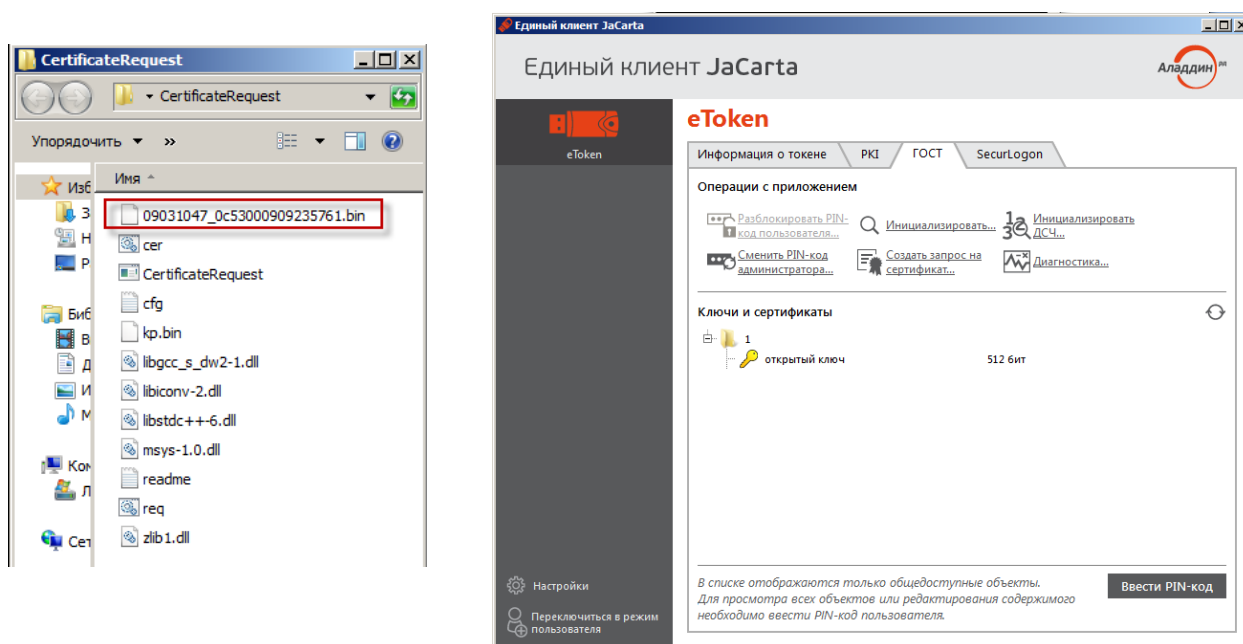 CertificateRequest
CertificateRequest
Упорядочить
»
Имя
Изб
З
Н
Р
Биб
В
Д
И
М
Ком
Л
Сет
09031047_0c53000909235761.bin
cer
CertificateRequest
cfg
kp.bin
libgcc_s_dw2-1.dll
libiconv-2.dll
libstdc++-6.dll
msys-1.0.dll
readme
req
zlib1.dll
Единый клиент JaCarta
Единый клиент JaCarta
Аладдин
eToken
Настройки
Переключиться в режим
пользователя
eToken
Информация о токене PKI ГОСТ SecurLogon
Операции с приложением
Разблокировать PIN-
код пользователя...
Инициализировать...
Инициализировать
ДСЧ...
Сменить PIN-код
администратора...
Создать запрос на
сертификат...
Диагностика...
Ключи и сертификаты
1
открытый ключ 512 бит
В списке отображаются только общедоступные объекты.
Для просмотра всех объектов или редактирования содержимого
необходимо ввести PIN-код пользователя.
Ввести PIN-код